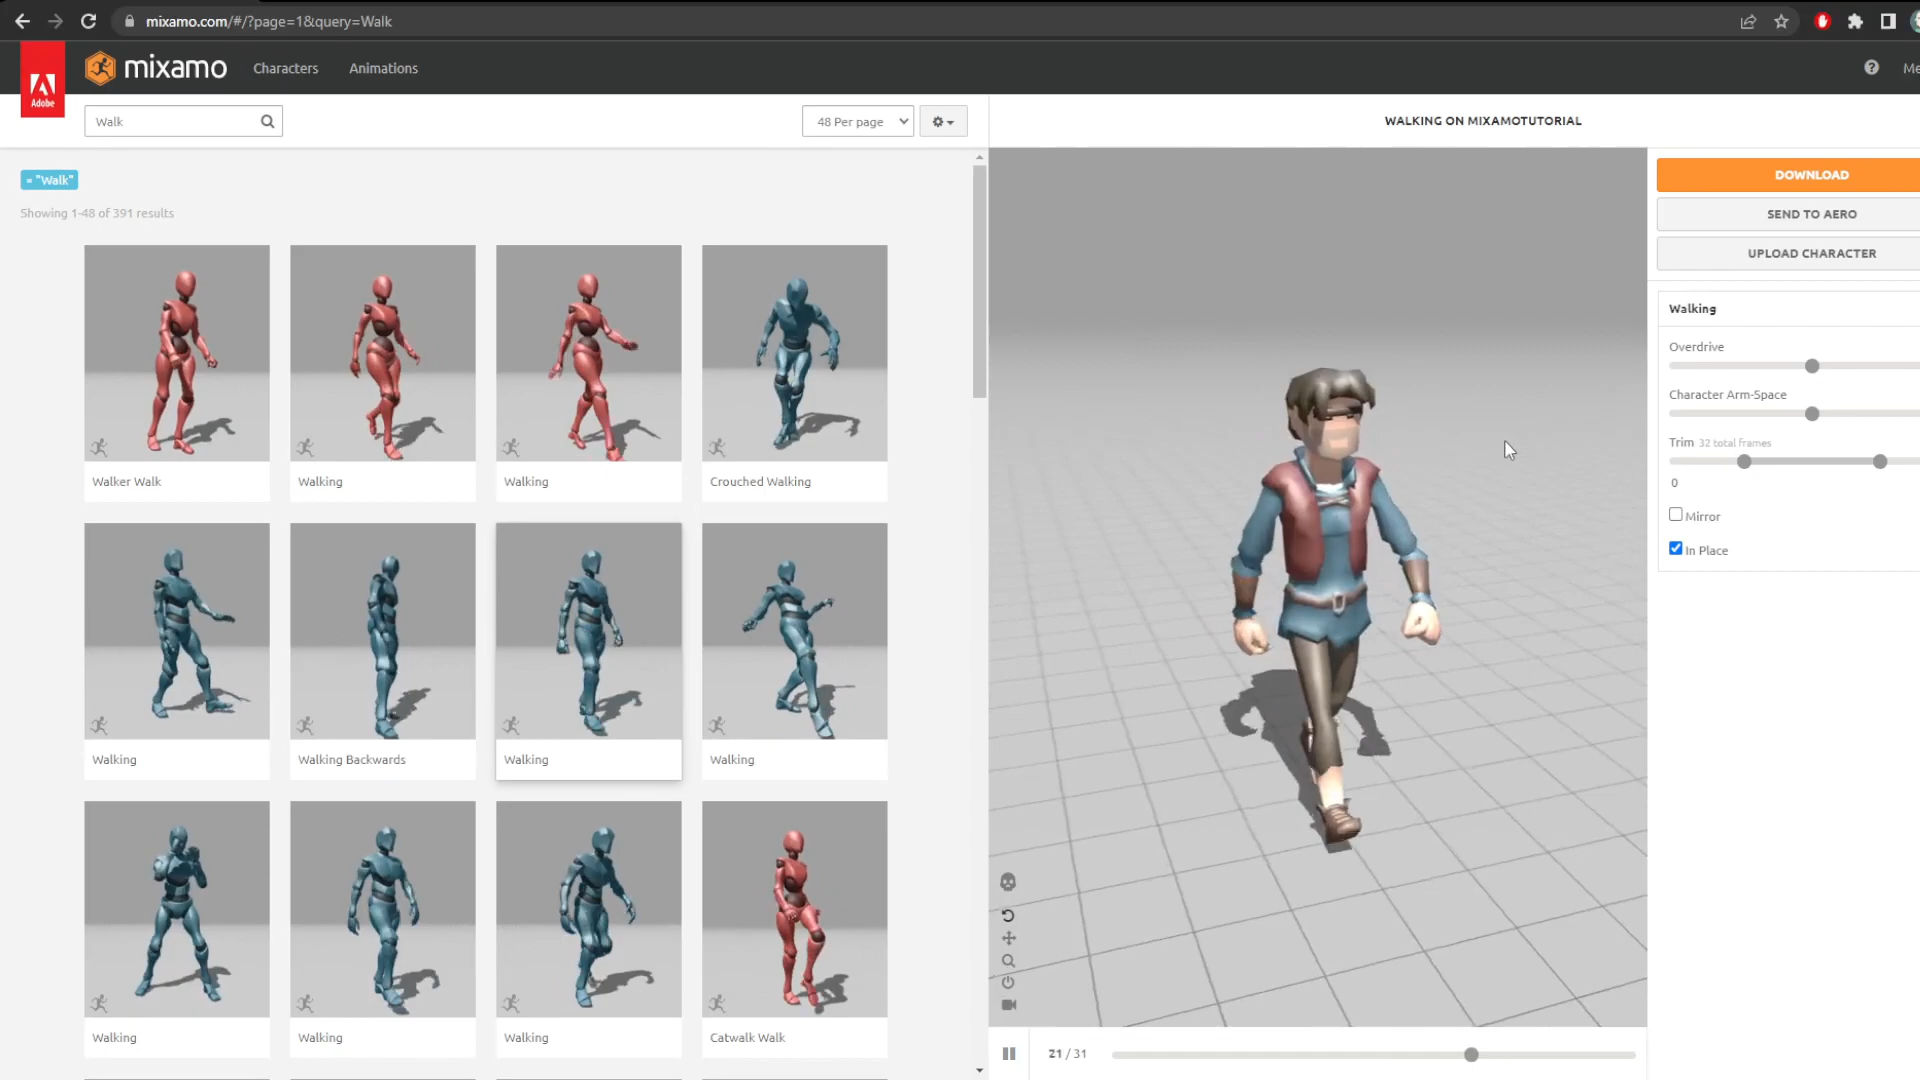 mixamo.com/#/?page=1&query=Walk
Adobe
mixamo
Characters
Animations
Me
Walk
48 Per page
WALKING ON MIXAMOTUTORIAL
= "Walk"
Showing 1-48 of 391 results
DOWNLOAD
SEND TO AERO
UPLOAD CHARACTER
Walking
Overdrive
Character Arm-Space
Trim 32 total frames
0
Mirror
In Place
Walker Walk
Walking
Walking
Crouched Walking
Walking
Walking Backwards
Walking
Walking
Walking
Walking
Walking
Catwalk Walk
21 / 31